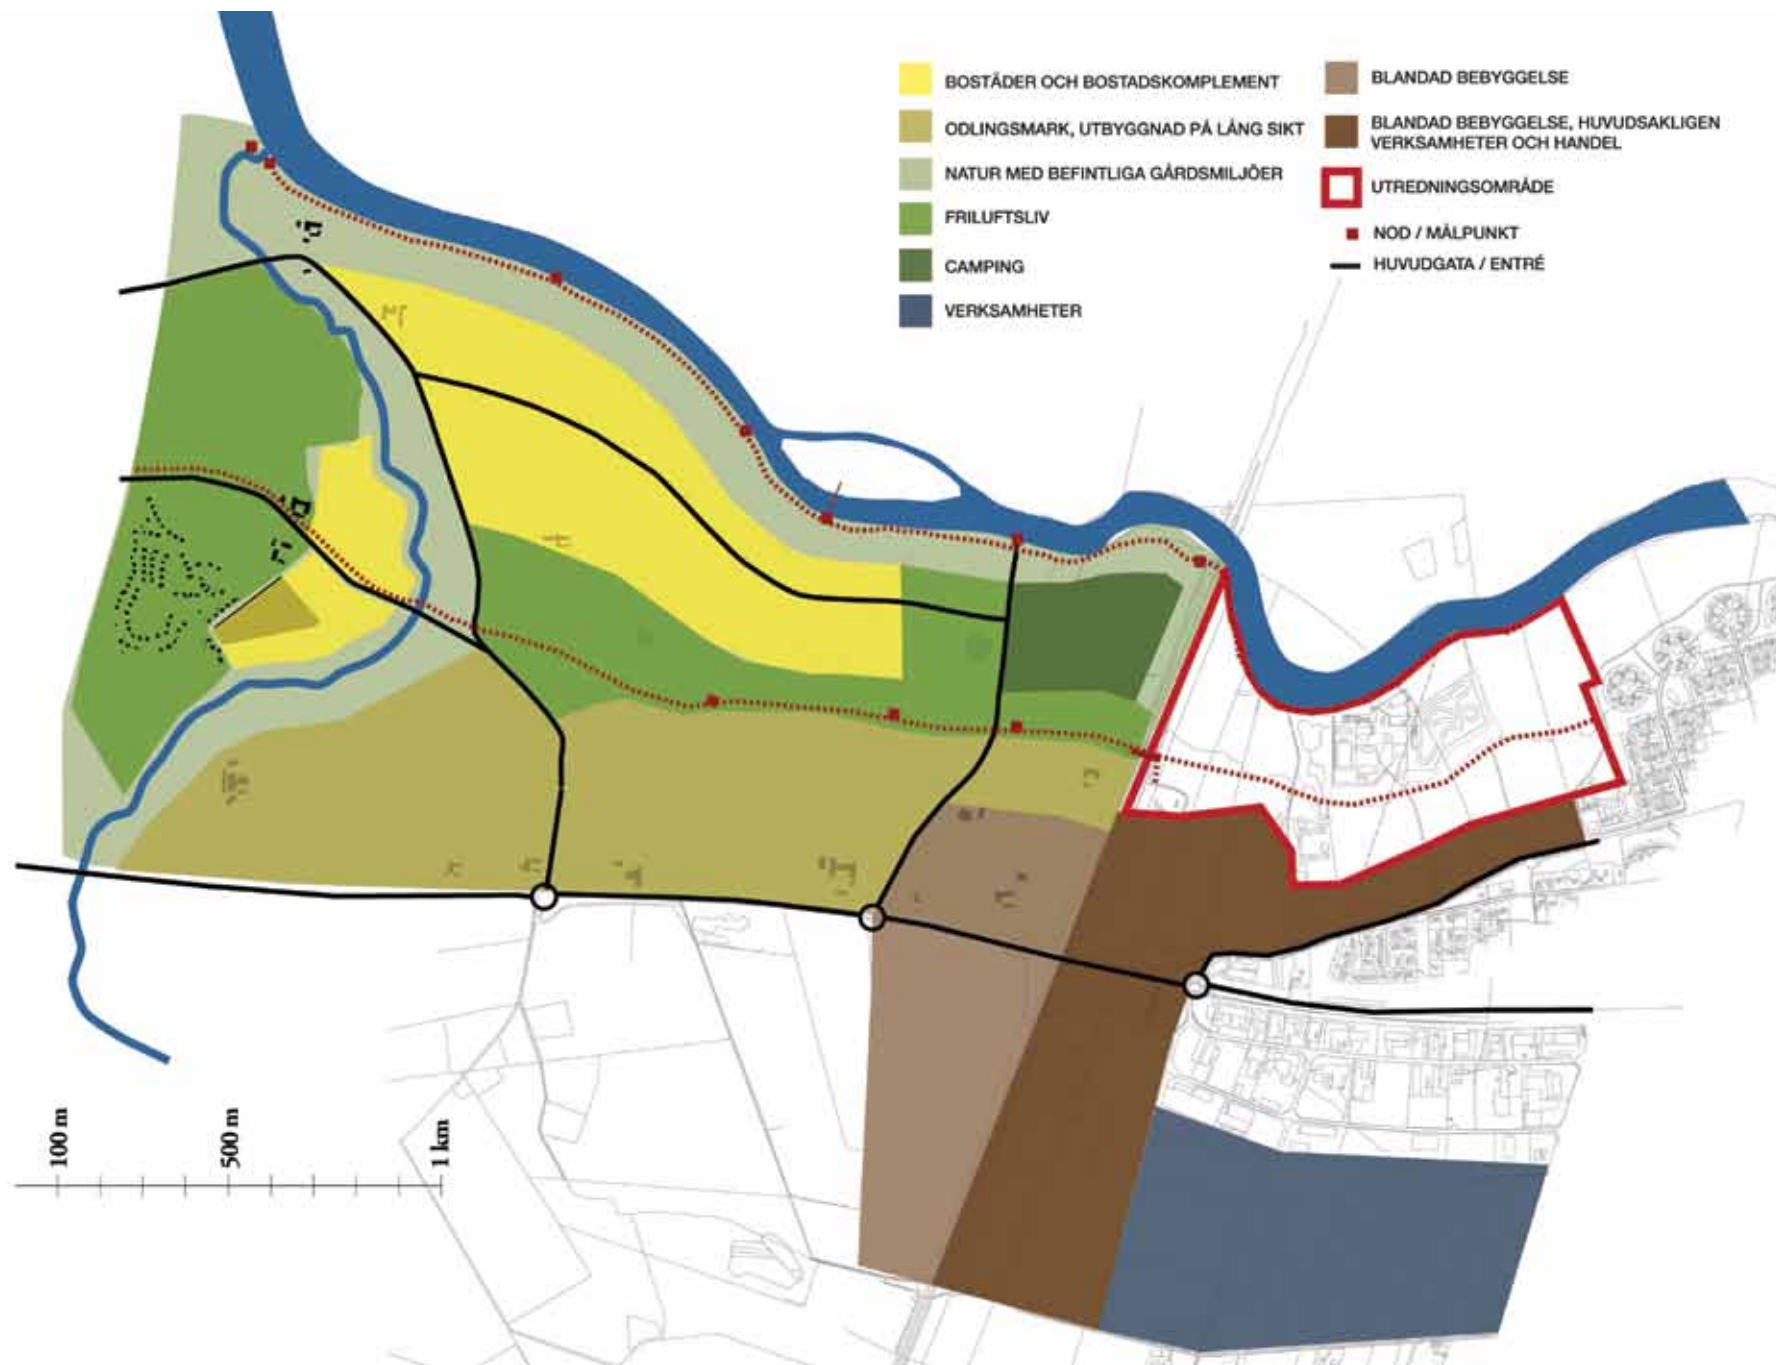 BOSTÄDER OCH BOSTADSKOMPLEMENT
ODLINGSMARK, UTBYGGNAD PÅ LÅNG SIKT
NATUR MED BEFINTLIGA GÅRDSMILJÖER
FRILUFTSLIV
CAMPING
VERKSAMHETER
BLANDAD BEBYGGELSE
BLANDAD BEBYGGELSE, HUVUDSAKLIGEN
VERKSAMHETER OCH HANDEL
UTREDNINGSOMRÅDE
NOD / MÅLPUNKT
HUVUDGATA / ENTRÉ
100 m
500 m
1 km